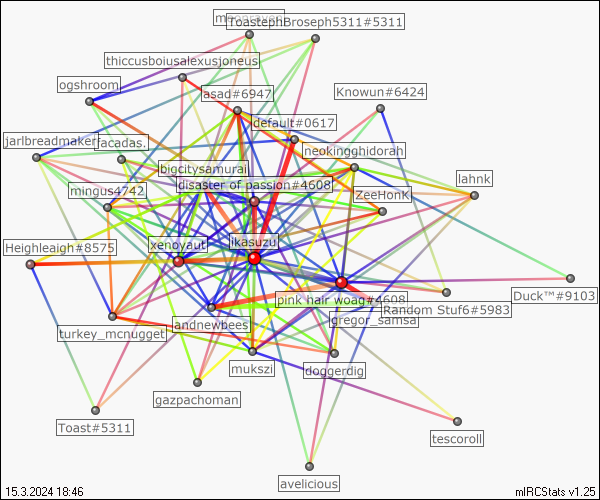 ToastephBroseph5311#5311
thiccusboiusalexusjoneus
ogshroom
asad#6947
Knowun#6424
default#0617
jarlbreadmaker
facadas.
neokingghidorah
bigcitysamurai
lahnk
mingus4742
disaster of passion#4608
ZeeHonk
Heighleaigh#8575
xenoyaut
ikasuzu
Duck™#9103
pink hair woag#4608
Random Stuf6#5983
andnewbees
gregor_samsa
turkey_mcnugget
mukszi
doggerdig
gazpachoman
Toast#5311
tescoroll
avelicious
15.3.2024 18:46
mIRCStats v1.25